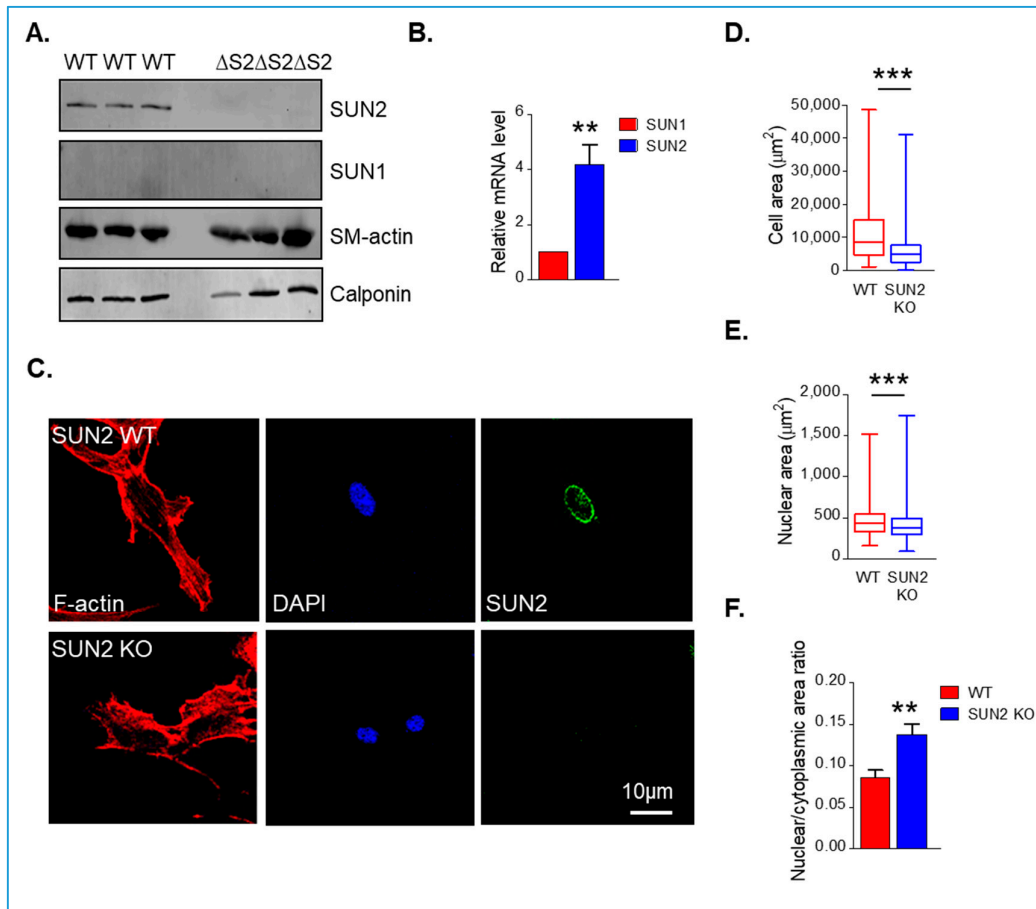 A.
WT WT WT ΔS2ΔS2ΔS2
SUN2
SUN1
SM-actin
Calponin
B.
Relative mRNA level
6
4
2
0
**
SUN1
SUN2
C.
SUN2 WT
F-actin
DAPI
SUN2
SUN2 KO
10µm
D.
***
Cell area (µm²)
50,000
40,000
30,000
20,000
10,000
0
WT SUN2
KO
E.
***
Nuclear area (µm²)
2,000
1,500
1,000
500
0
WT SUN2
KO
F.
Nuclear/cytoplasmic area ratio
0.20
0.15
0.10
0.05
0.00
**
WT
SUN2 KO